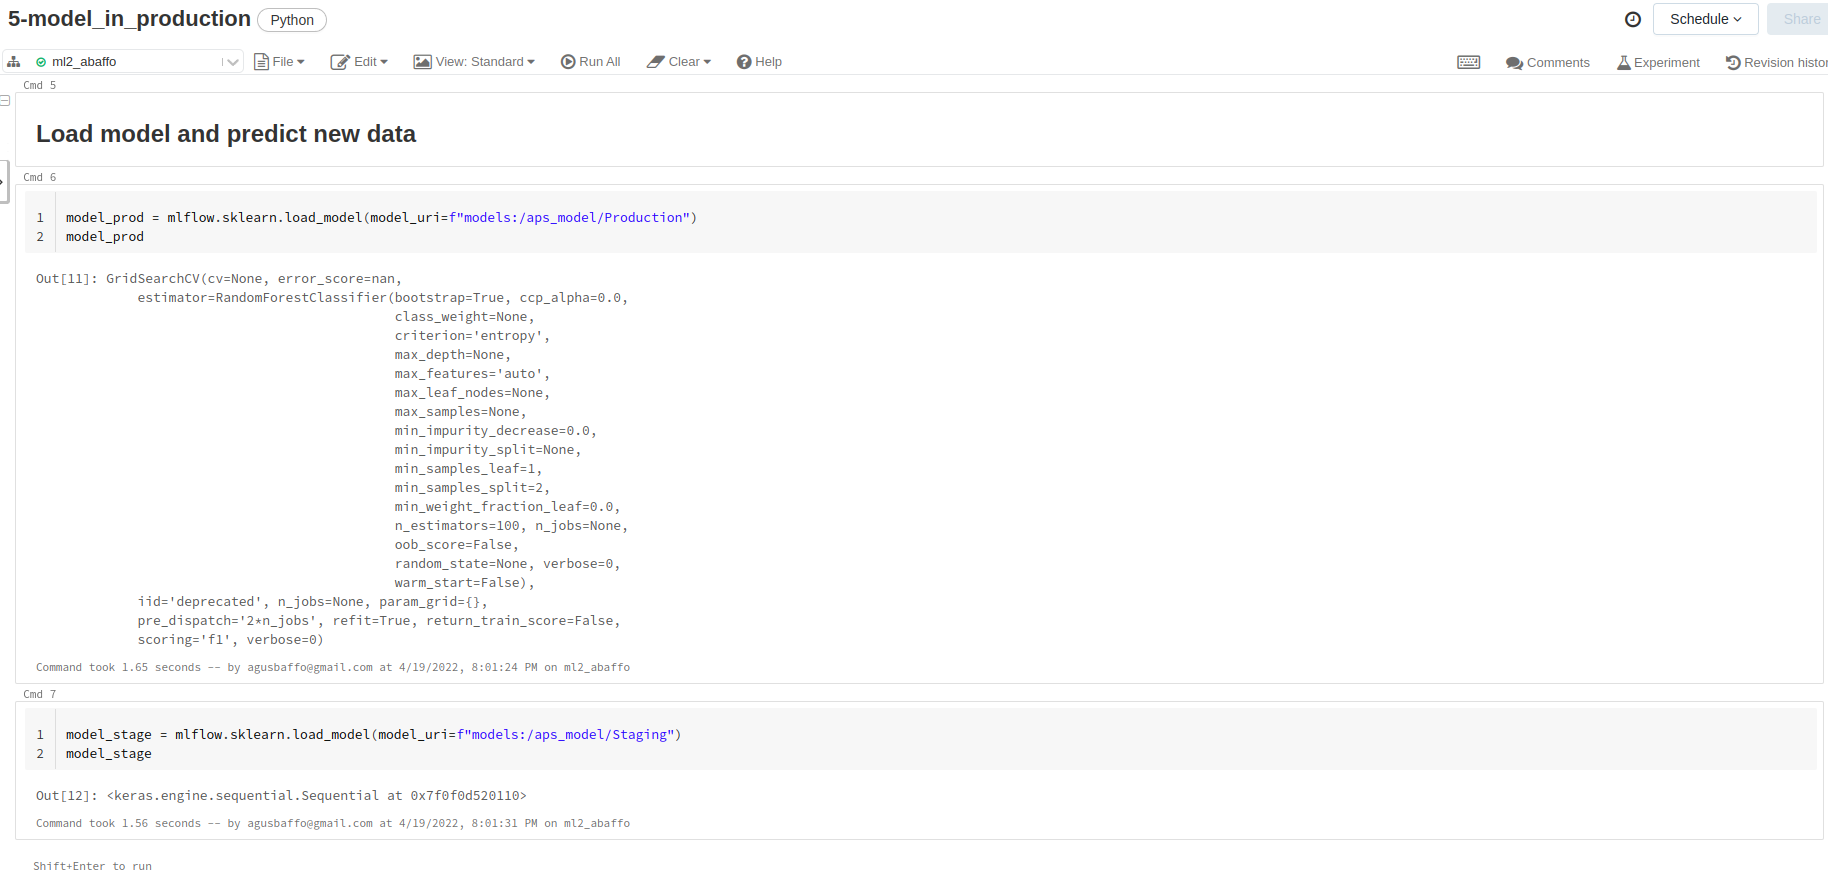 5-model_in_production Python Schedule Share
ml2_abaffo File Edit View: Standard Run All Clear Help Comments Experiment Revision histor
Cmd 5
Load model and predict new data
Cmd 6
1 model_prod = mlflow.sklearn.load_model(model_uri=f"models:/aps_model/Production")
2 model_prod
Out[11]: GridSearchCV(cv=None, error_score=nan,
estimator=RandomForestClassifier(bootstrap=True, ccp_alpha=0.0,
class_weight=None,
criterion='entropy',
max_depth=None,
max_features='auto',
max_leaf_nodes=None,
max_samples=None,
min_impurity_decrease=0.0,
min_impurity_split=None,
min_samples_leaf=1,
min_samples_split=2,
min_weight_fraction_leaf=0.0,
n_estimators=100, n_jobs=None,
oob_score=False,
random_state=None, verbose=0,
warm_start=False),
iid='deprecated', n_jobs=None, param_grid={},
pre_dispatch='2*n_jobs', refit=True, return_train_score=False,
scoring='f1', verbose=0)
Command took 1.65 seconds -- by agusbaffo@gmail.com at 4/19/2022, 8:01:24 PM on ml2_abaffo
Cmd 7
1 model_stage = mlflow.sklearn.load_model(model_uri=f"models:/aps_model/Staging")
2 model_stage
Out[12]: <keras.engine.sequential.Sequential at 0x7f0f0d520110>
Command took 1.56 seconds -- by agusbaffo@gmail.com at 4/19/2022, 8:01:31 PM on ml2_abaffo
Shift+Enter to run